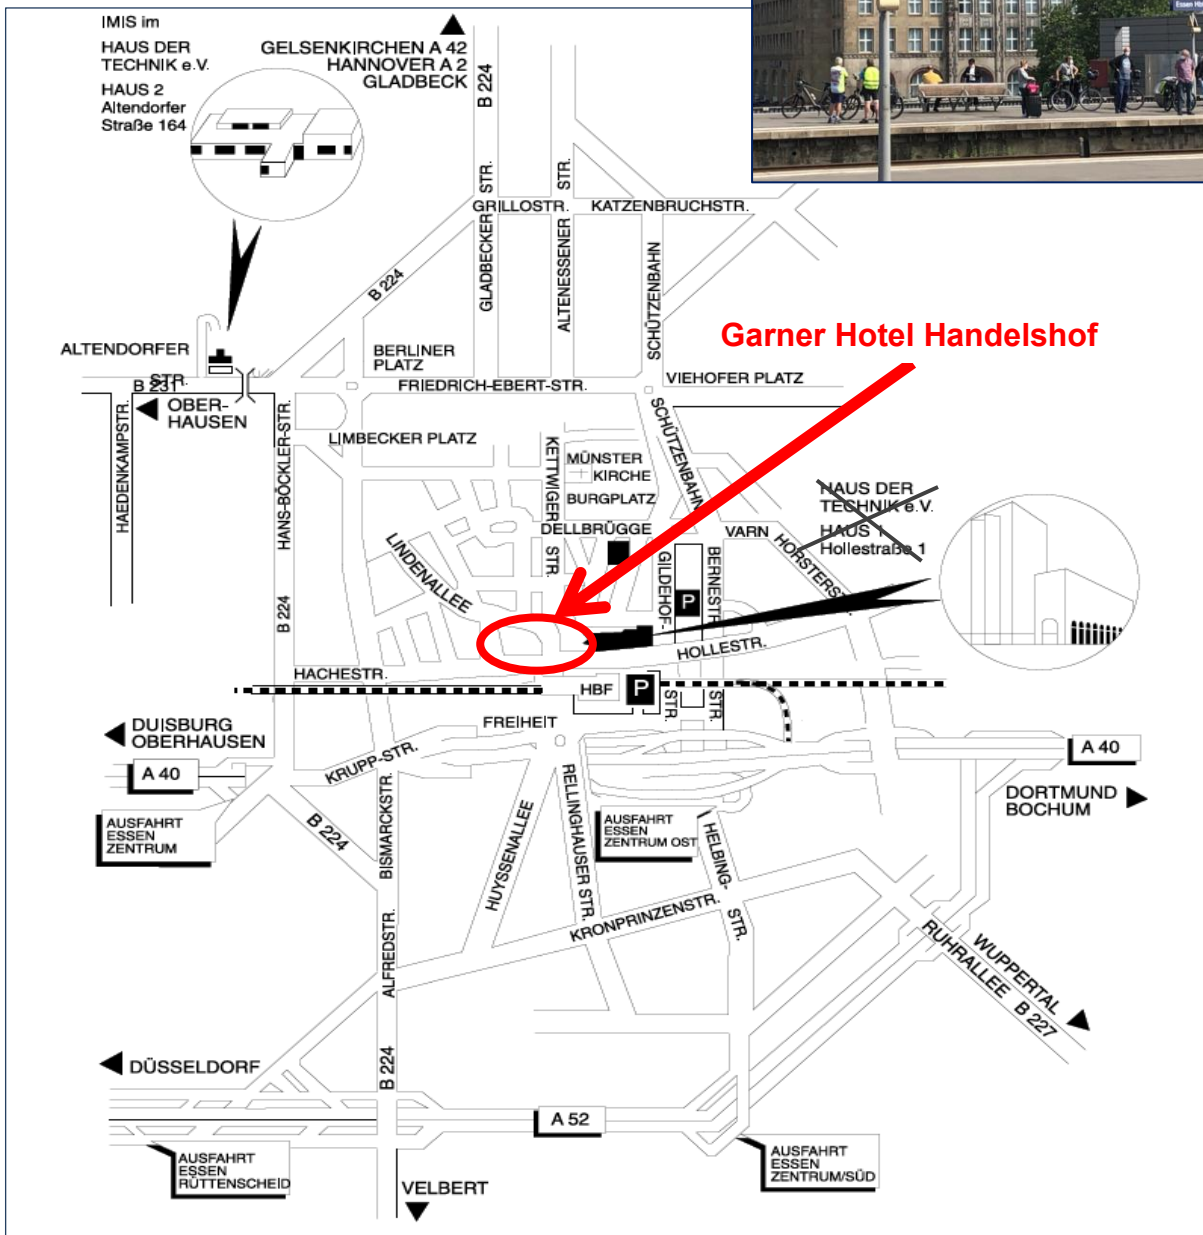 IMIS im
HAUS DER
TECHNIK e.V.
HAUS 2
Altendorfer
Straße 164
GELSENKIRCHEN A 42
HANNOVER A 2
GLADBECK
B 224
GLADBECKER STR.
ALTENESSENER STR.
GRILLOSTR.
KATZENBRUCHSTR.
SCHÜTZENBAHN
B 224
Garner Hotel Handelshof
ALTENDORFER
STR.
B 231
OBER-
HAUSEN
BERLINER
PLATZ
FRIEDRICH-EBERT-STR.
VIEHOFER PLATZ
HAEDENKAMPSTR.
HANS-BÖCKLER-STR.
B 224
LIMBECKER PLATZ
KETTWIGER
STR.
MÜNSTER
KIRCHE
BURGPLATZ
SCHÜTZENBAHN
DELLBRÜGGE
LINDENALLEE
GILDEHOF-
STR.
BERNESTR.
STR.
VARN
HORSTERSTR.
HAUS DER
TECHNIK e.V.
HAUS 1
Hollestraße 1
P
HOLLESTR.
HACHESTR.
HBF
P
FREIHEIT
DUISBURG
OBERHAUSEN
A 40
KRUPP-STR.
A 40
DORTMUND
BOCHUM
AUSFAHRT
ESSEN
ZENTRUM
B 224
BISMARCKSTR.
HUYSSENALLEE
RELLINGHAUSER STR.
AUSFAHRT
ESSEN
ZENTRUM OST
HELBING-
STR.
KRONPRINZENSTR.
ALFREDSTR.
WUPPERTAL
RUHRALLEE B 227
DÜSSELDORF
B 224
A 52
AUSFAHRT
ESSEN
RÜTTENSCHEID
AUSFAHRT
ESSEN
ZENTRUM/SÜD
VELBERT